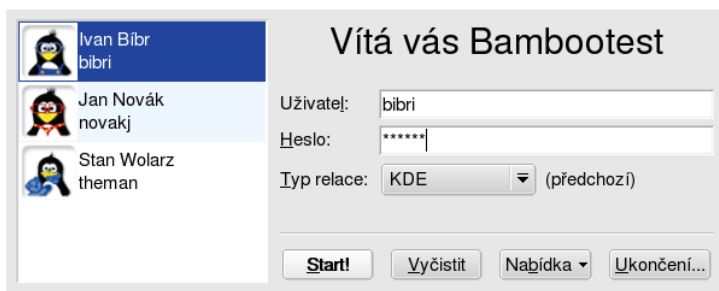 Ivan Bíbr
bibri
Jan Novák
novakj
Stan Wolarz
theman
Vítá vás Bambootest
Uživatel: bibri
Heslo: ******
Typ relace: KDE (předchozí)
Start! Vyčistit Nabídka Ukončení...